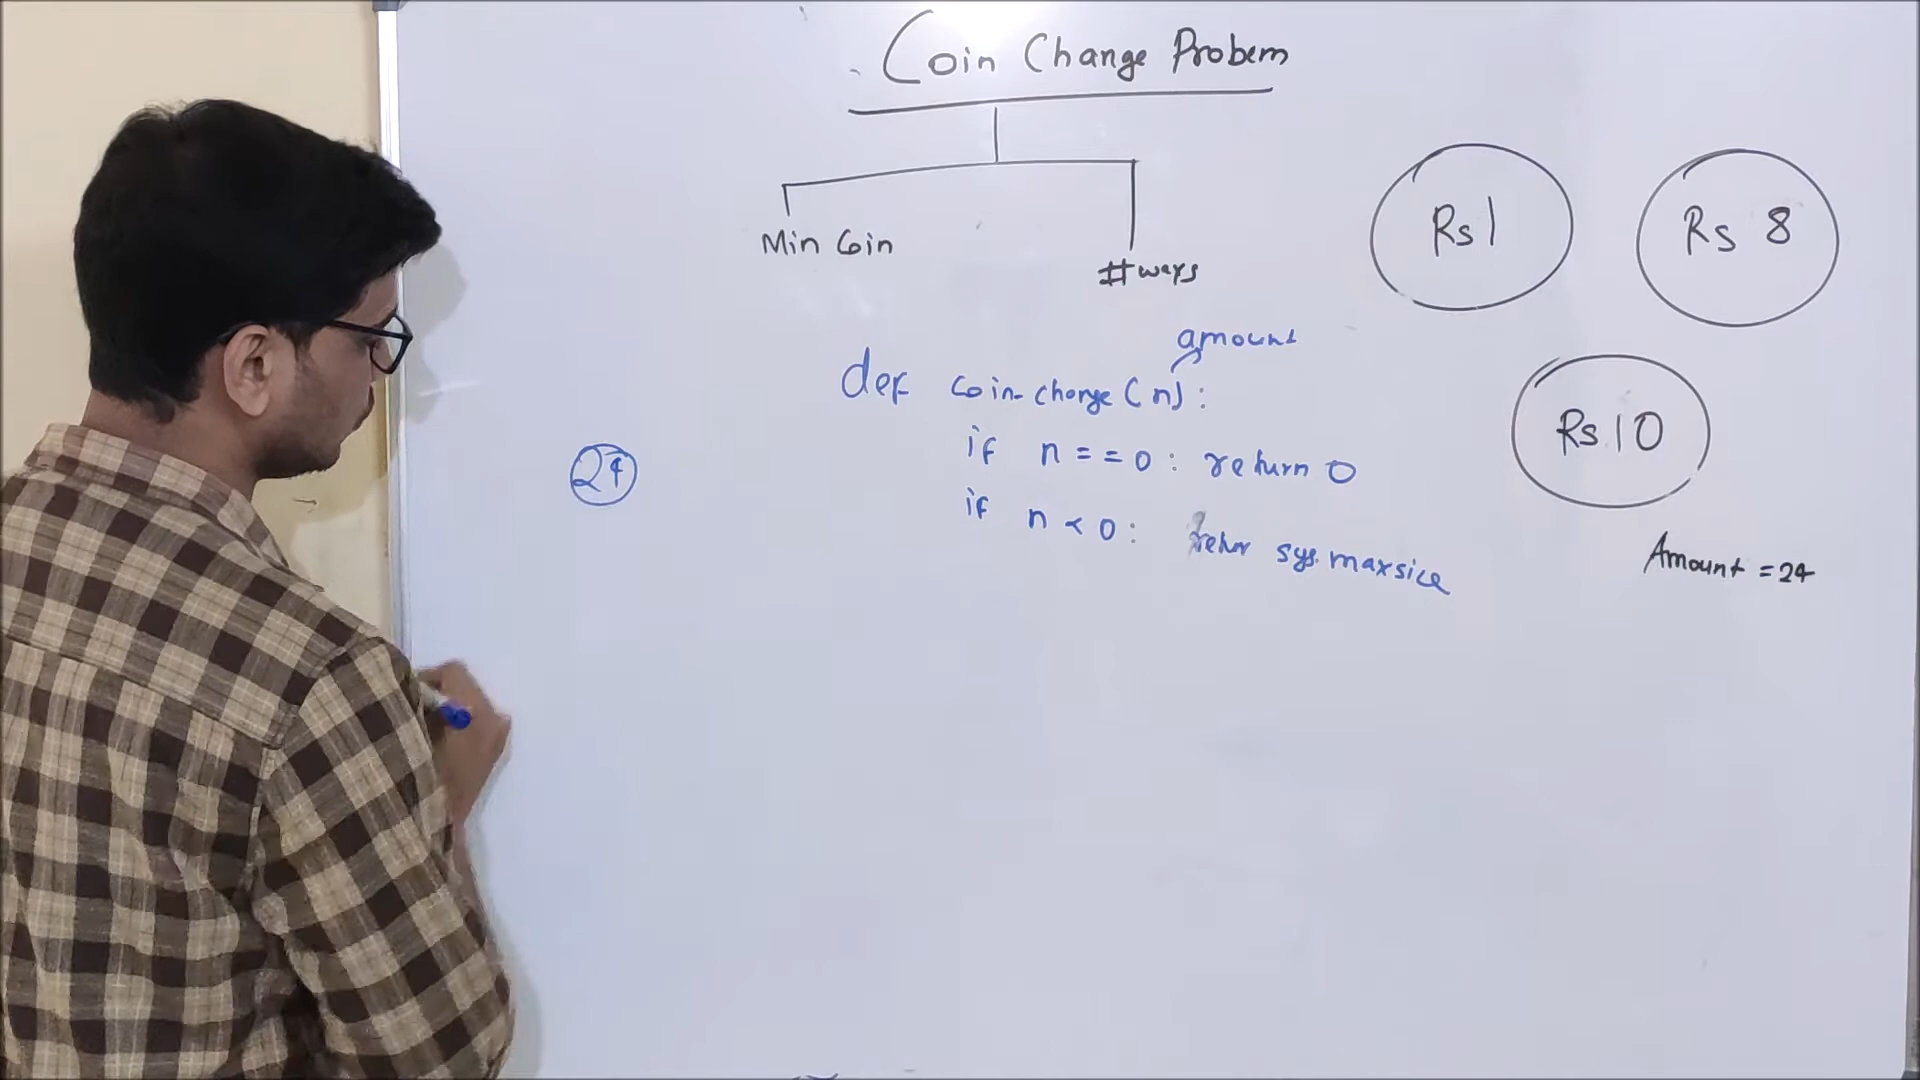 Coin Change Probem
Min Coin
#ways
Rs 1
Rs 8
Rs 10
Amount = 24
amount
def coin-change(n):
if n == 0: return 0
if n < 0: retur sys.maxsize
24